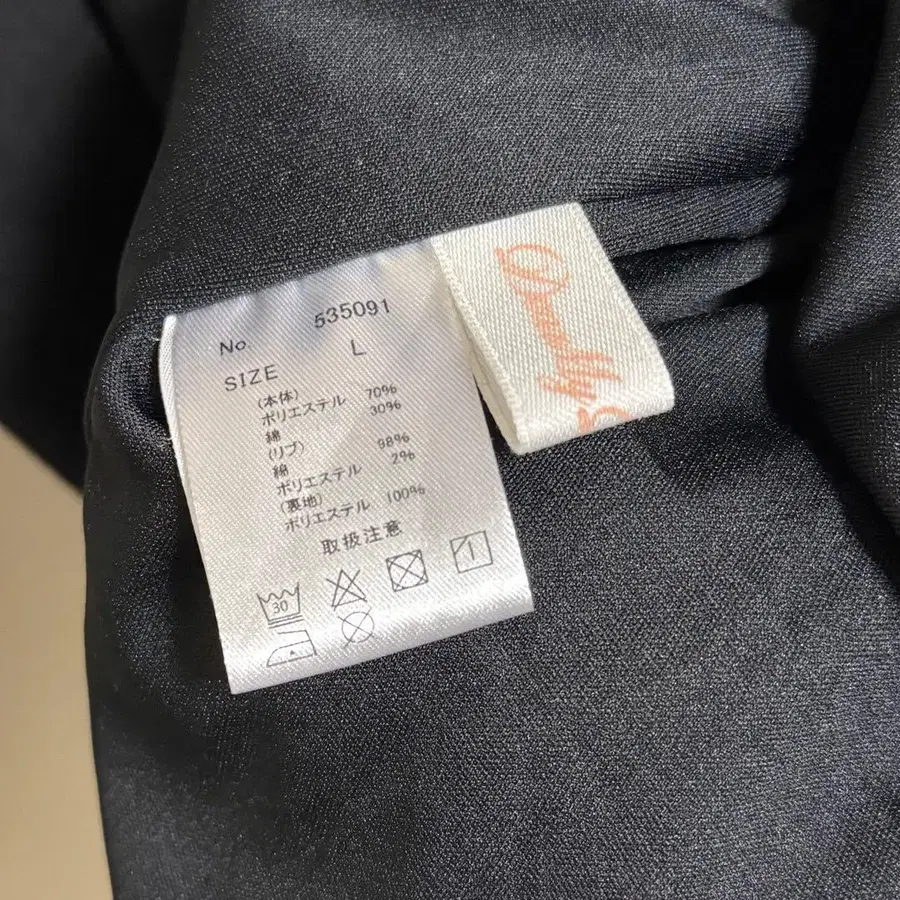 No 535091
SIZE L
(本体)
ポリエステル 70%
綿 30%
(リブ)
綿 98%
ポリエステル 2%
(裏地)
ポリエステル 100%
取扱注意
30